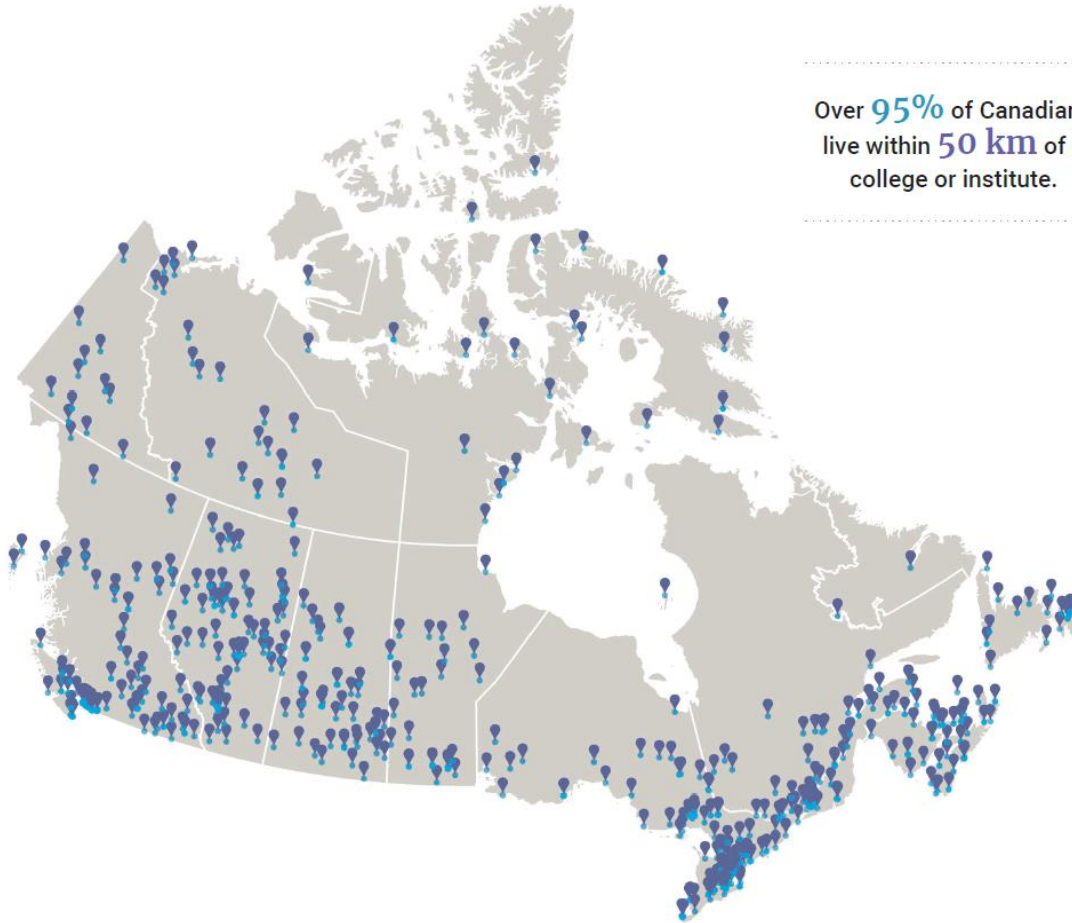 Over 95% of Canadian
live within 50 km of
college or institute.